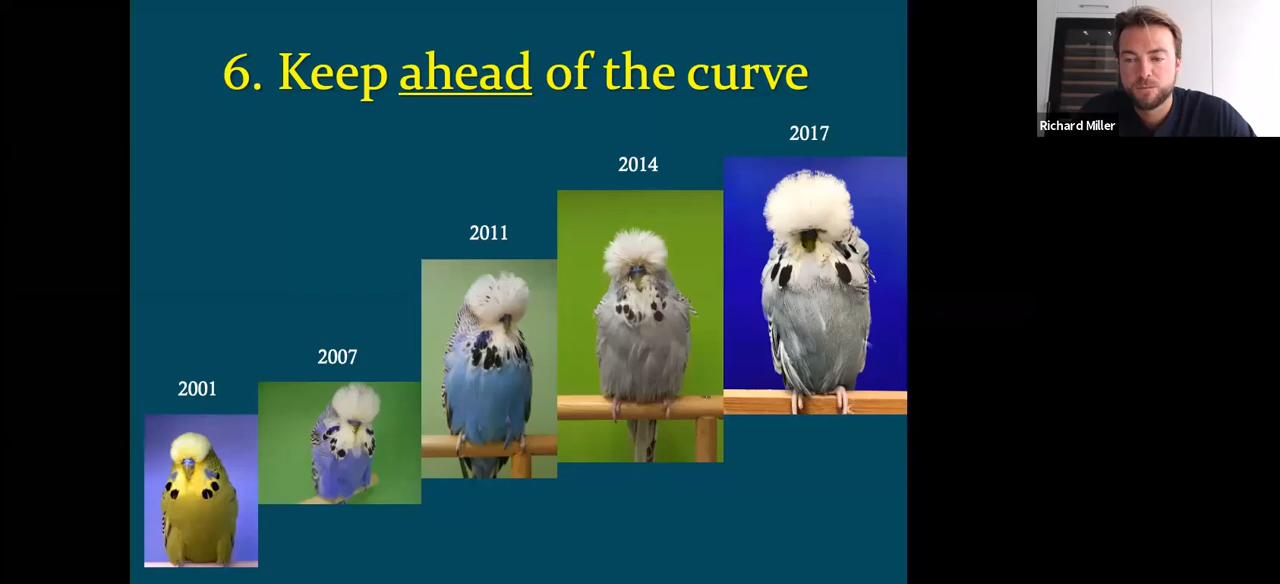 6. Keep ahead of the curve
2017
2014
2011
2007
2001
Richard Miller